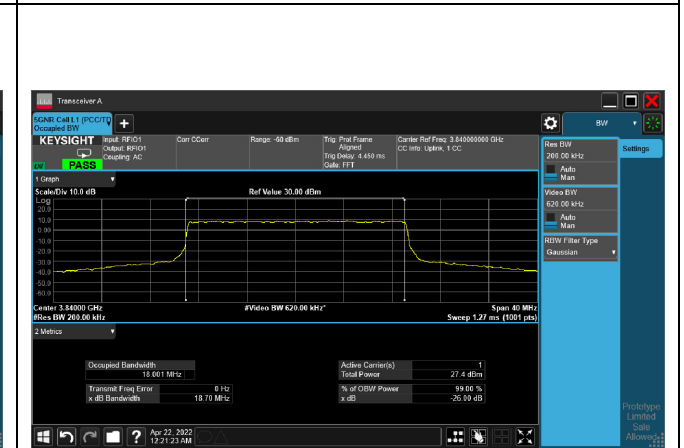 Transceiver A
5GNR Call L1 (PCC/TD
Occupied BW
KEYSIGHT
PASS
Input: RFIO1
Output: RFIO1
Coupling: AC
Corr CCorr
Range: -60 dBm
Trig: Prot Frame
Aligned
Trig Delay: 4.450 ms
Gate: FFT
Carrier Ref Freq: 3.840000000 GHz
CC Info: Uplink, 1 CC
1 Graph
Scale/Div 10.0 dB
Ref Value 30.00 dBm
Log
20.0
10.0
0.00
-10.0
-20.0
-30.0
-40.0
-50.0
-60.0
Center 3.84000 GHz
#Res BW 200.00 kHz
#Video BW 620.00 kHz*
Span 40 MHz
Sweep 1.27 ms (1001 pts)
2 Metrics
Occupied Bandwidth
18.001 MHz
Transmit Freq Error 0 Hz
x dB Bandwidth 18.70 MHz
Active Carrier(s) 1
Total Power 27.4 dBm
% of OBW Power 99.00 %
x dB -26.00 dB
BW
Settings
Res BW
200.00 kHz
Auto
Man
Video BW
620.00 kHz
Auto
Man
RBW Filter Type
Gaussian
Prototype
Limited
Sale
Allowed
Apr 22, 2022
12:21:23 AM